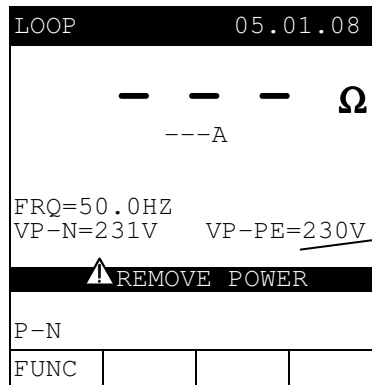 LOOP 05.01.08
– – – Ω
---A
FRQ=50.0HZ
VP-N=231V VP-PE=230V
REMOVE POWER
P-N
FUNC